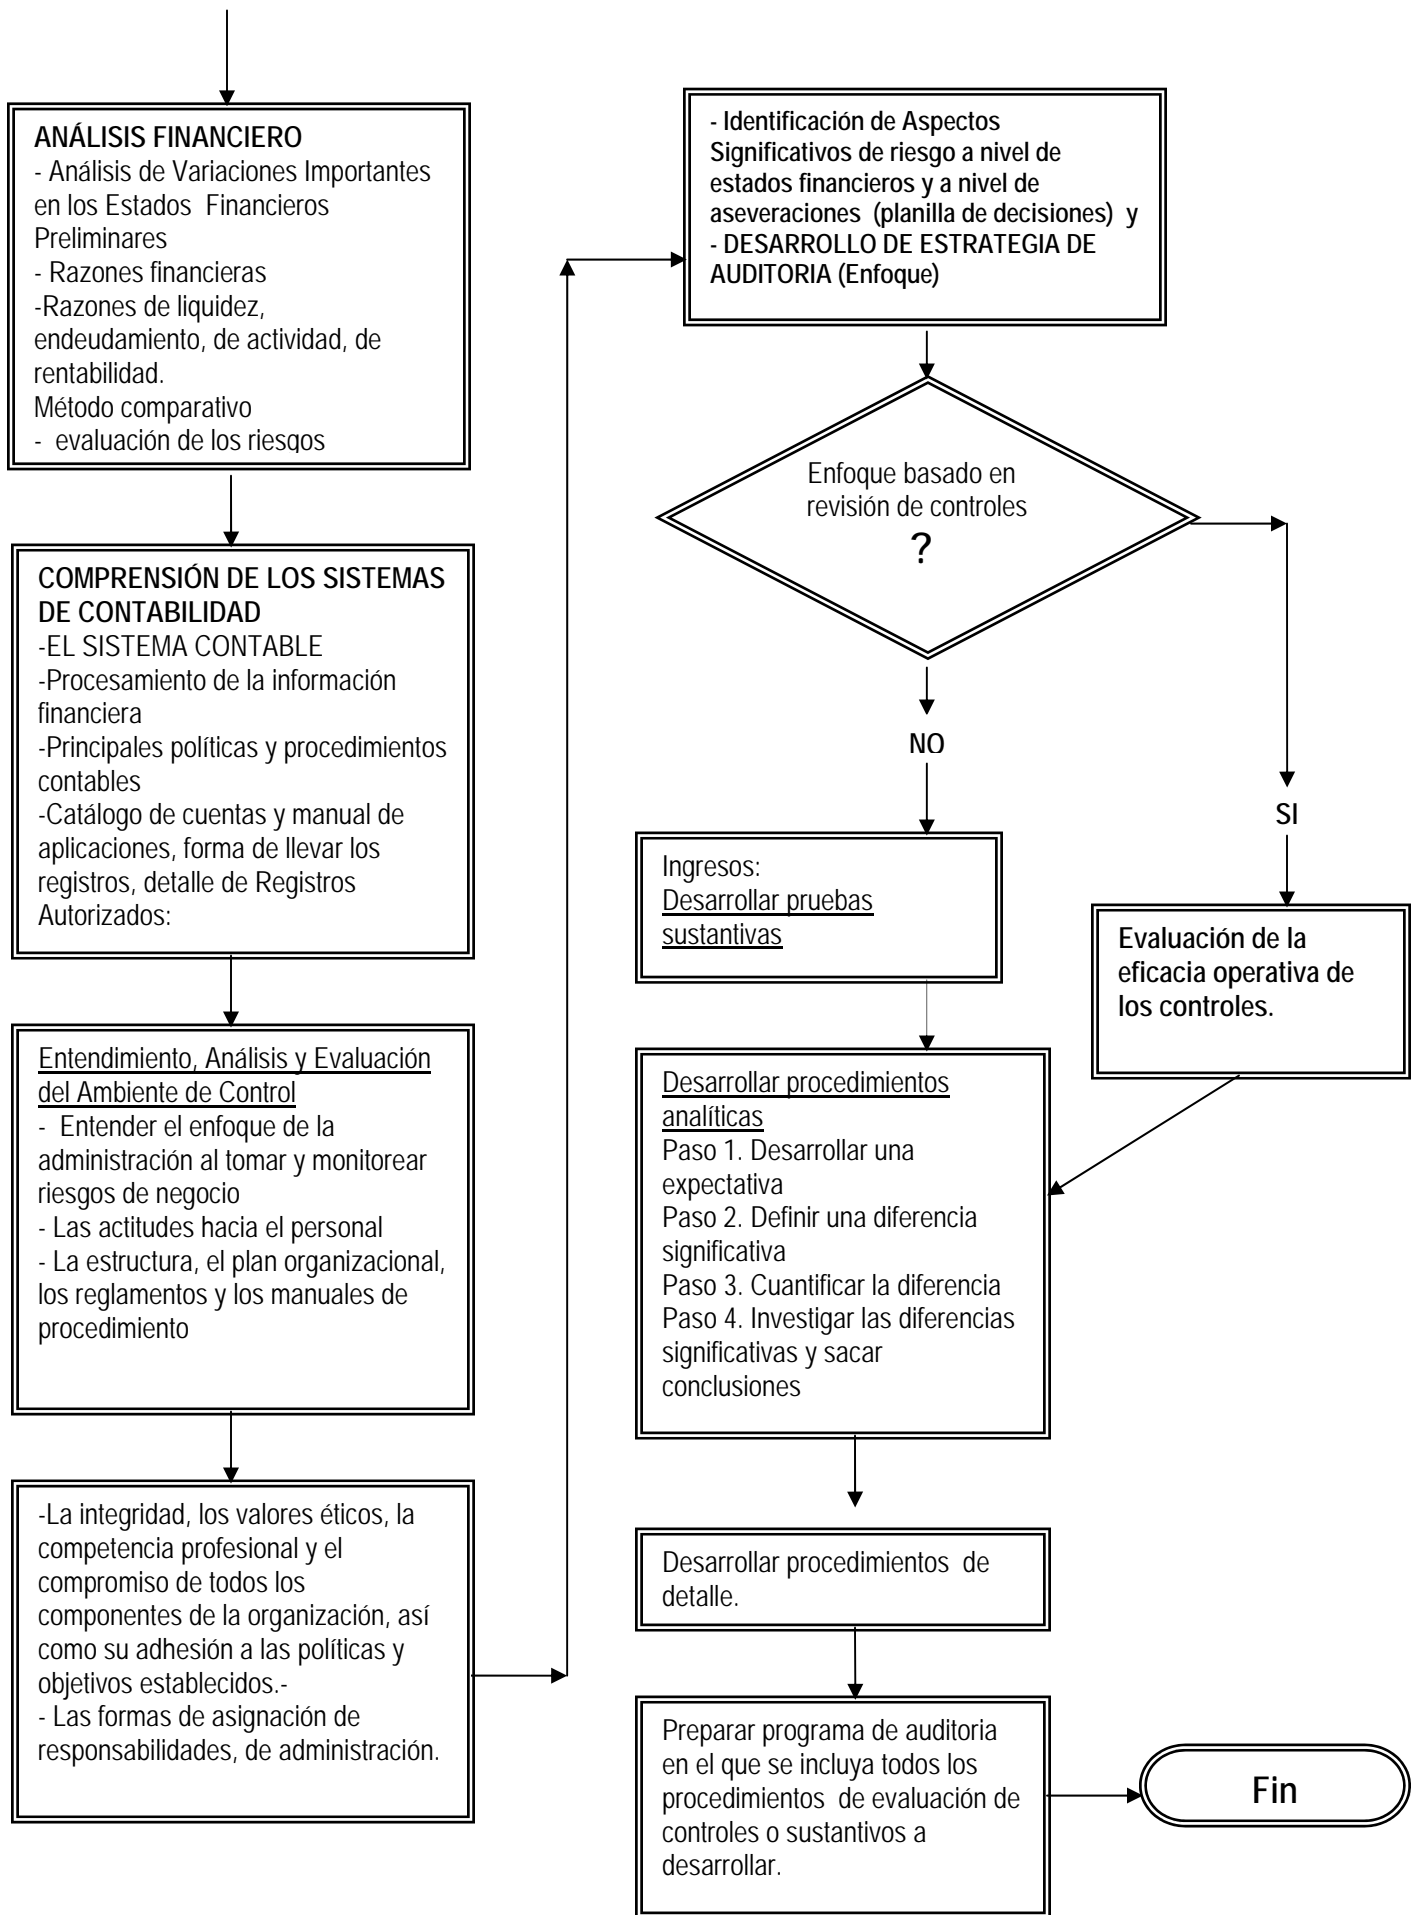 ANÁLISIS FINANCIERO
- Análisis de Variaciones Importantes
en los Estados Financieros
Preliminares
- Razones financieras
-Razones de liquidez,
endeudamiento, de actividad, de
rentabilidad.
Método comparativo
- evaluación de los riesgos
COMPRENSIÓN DE LOS SISTEMAS
DE CONTABILIDAD
-EL SISTEMA CONTABLE
-Procesamiento de la información
financiera
-Principales políticas y procedimientos
contables
-Catálogo de cuentas y manual de
aplicaciones, forma de llevar los
registros, detalle de Registros
Autorizados:
Entendimiento, Análisis y Evaluación
del Ambiente de Control
- Entender el enfoque de la
administración al tomar y monitorear
riesgos de negocio
- Las actitudes hacia el personal
- La estructura, el plan organizacional,
los reglamentos y los manuales de
procedimiento
-La integridad, los valores éticos, la
competencia profesional y el
compromiso de todos los
componentes de la organización, así
como su adhesión a las políticas y
objetivos establecidos.-
- Las formas de asignación de
responsabilidades, de administración.
- Identificación de Aspectos
Significativos de riesgo a nivel de
estados financieros y a nivel de
aseveraciones (planilla de decisiones) y
- DESARROLLO DE ESTRATEGIA DE
AUDITORIA (Enfoque)
Enfoque basado en
revisión de controles
?
NO
SI
Ingresos:
Desarrollar pruebas
sustantivas
Evaluación de la
eficacia operativa de
los controles.
Desarrollar procedimientos
analíticas
Paso 1. Desarrollar una
expectativa
Paso 2. Definir una diferencia
significativa
Paso 3. Cuantificar la diferencia
Paso 4. Investigar las diferencias
significativas y sacar
conclusiones
Desarrollar procedimientos de
detalle.
Preparar programa de auditoria
en el que se incluya todos los
procedimientos de evaluación de
controles o sustantivos a
desarrollar.
Fin